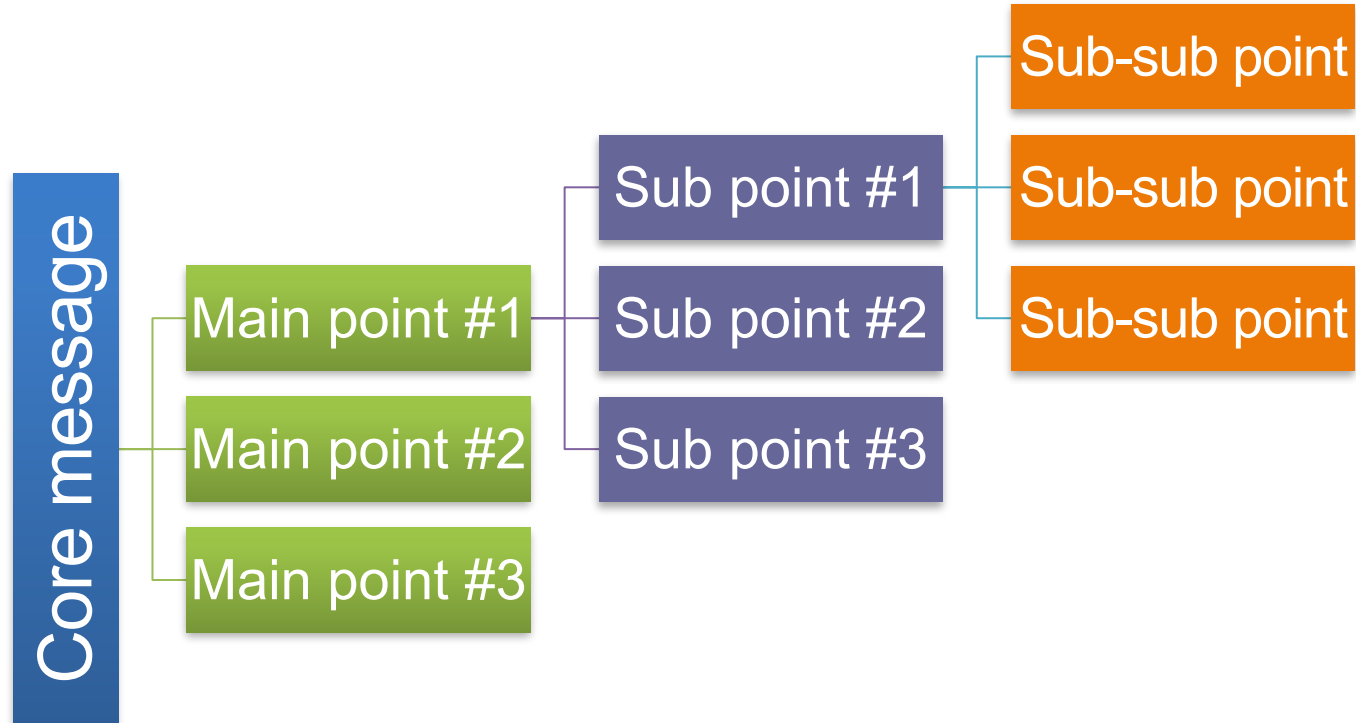 Core message
Main point #1
Main point #2
Main point #3
Sub point #1
Sub point #2
Sub point #3
Sub-sub point
Sub-sub point
Sub-sub point